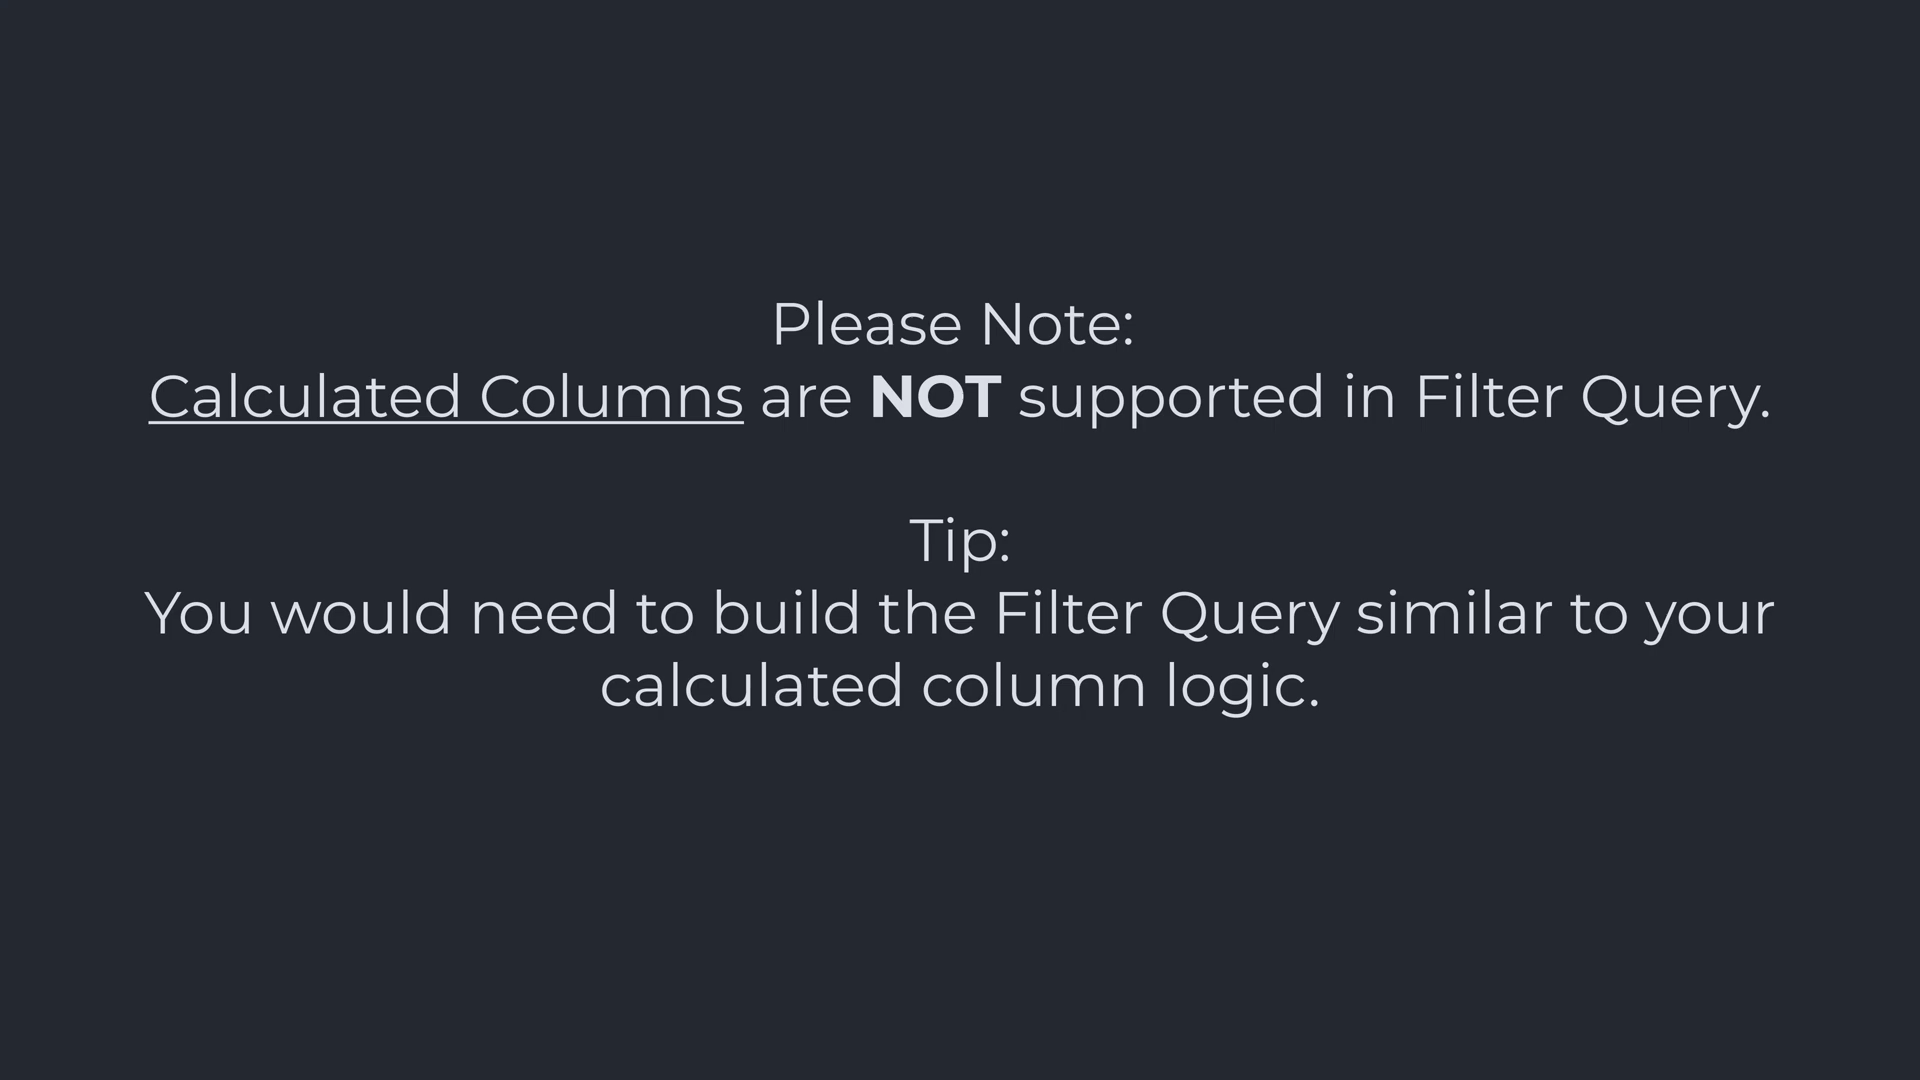 Please Note:
Calculated Columns are NOT supported in Filter Query.
Tip:
You would need to build the Filter Query similar to your
calculated column logic.